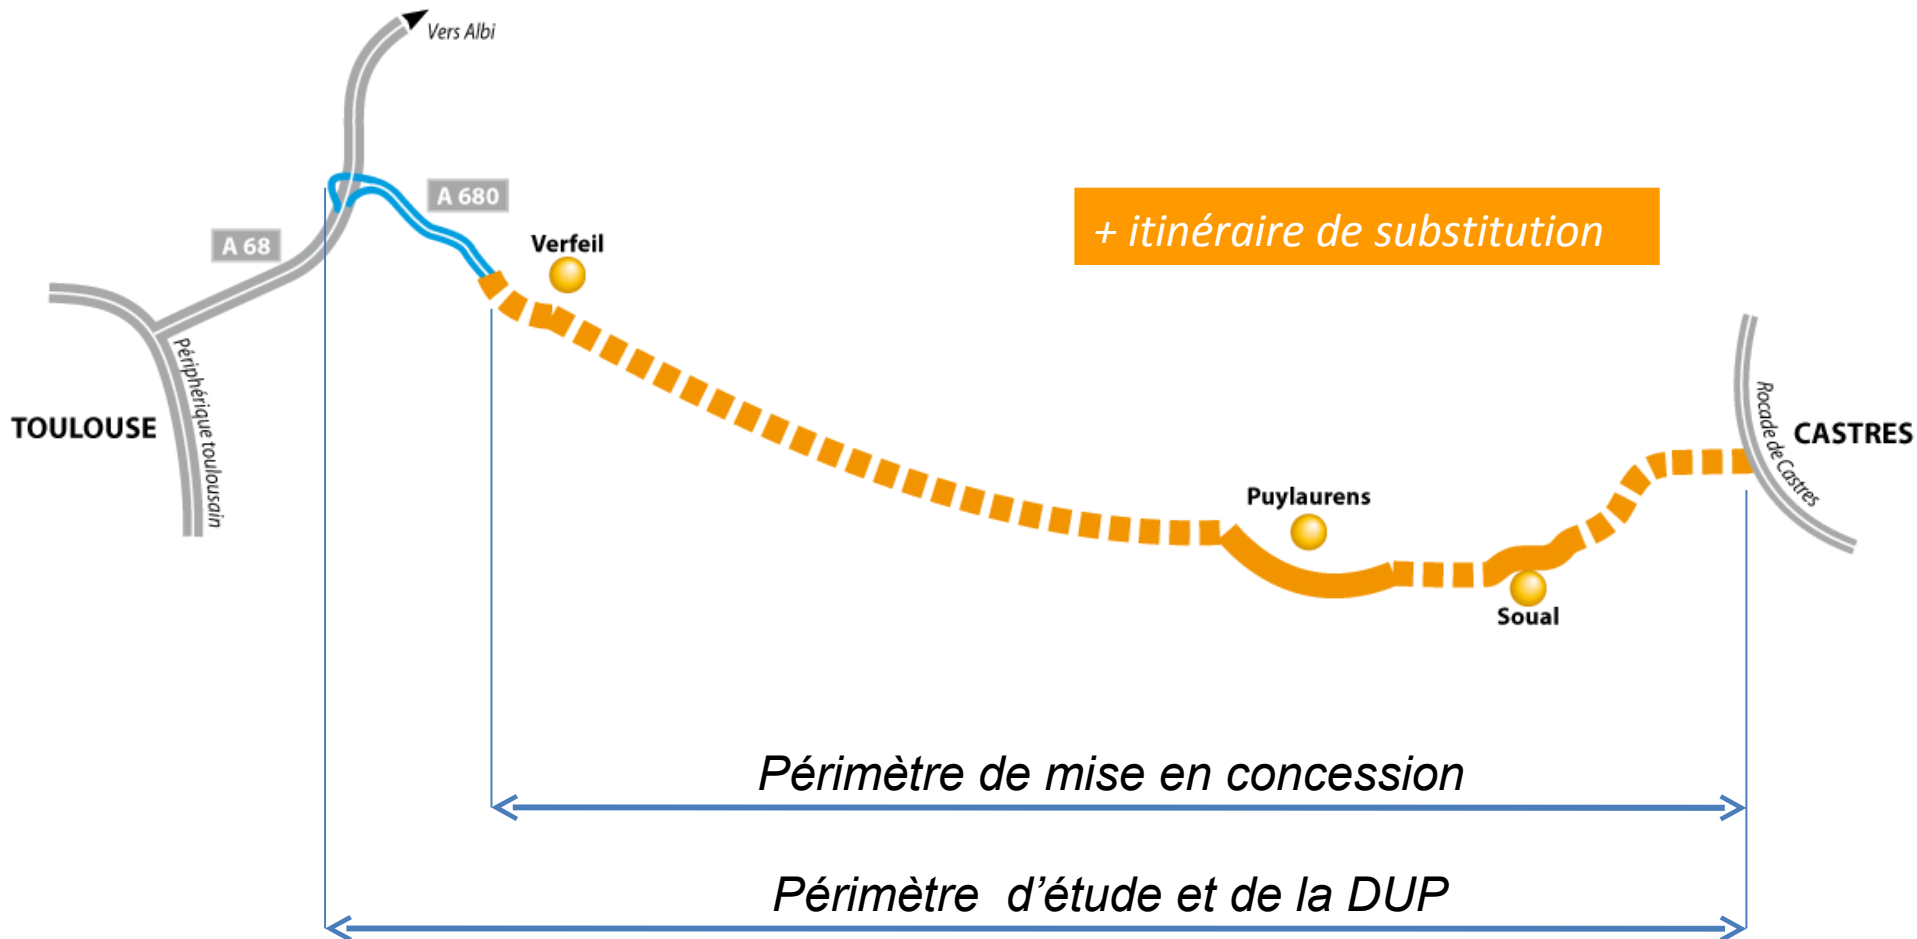 Vers Albi
A 680
A 68
Verfeil
+ itinéraire de substitution
Périphérique toulousain
TOULOUSE
Rocade de Castres
CASTRES
Puylaurens
Soual
Périmètre de mise en concession
Périmètre d’étude et de la DUP